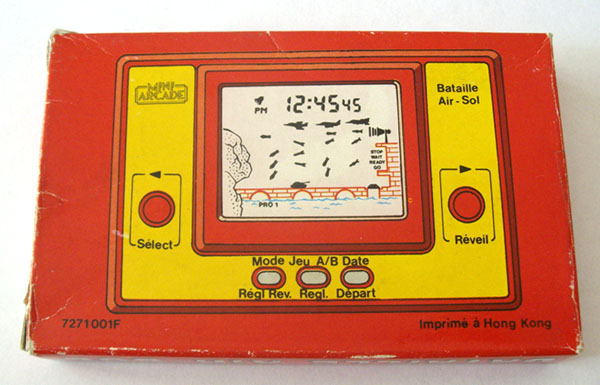 MINI
ARCADE
Bataille
Air-Sol
PM 12:45 45
STOP
WAIT
READY
GO
PRO 1
Sélect
Réveil
Mode Jeu A/B Date
Régl Rev. Regl. Départ
7271001F
Imprimé à Hong Kong